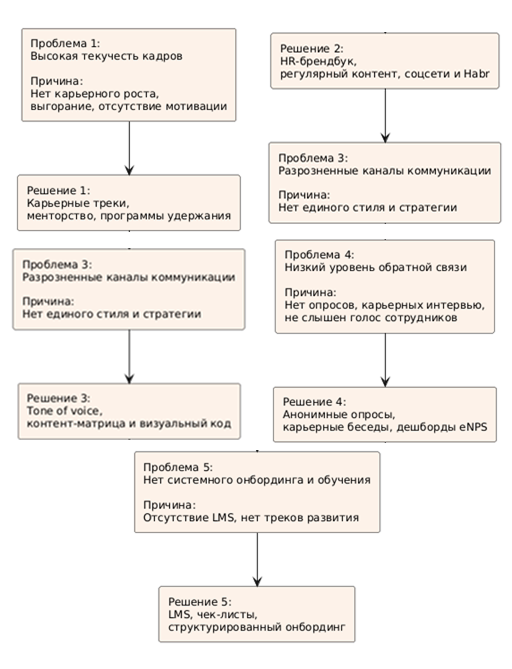 Проблема 1:
Высокая текучесть кадров
Причина:
Нет карьерного роста,
выгорание, отсутствие мотивации
Решение 1:
Карьерные треки,
менторство, программы удержания
Решение 2:
HR-брендбук,
регулярный контент, соцсети и Habr
Проблема 3:
Разрозненные каналы коммуникации
Причина:
Нет единого стиля и стратегии
Проблема 3:
Разрозненные каналы коммуникации
Причина:
Нет единого стиля и стратегии
Решение 3:
Tone of voice,
контент-матрица и визуальный код
Проблема 4:
Низкий уровень обратной связи
Причина:
Нет опросов, карьерных интервью,
не слышен голос сотрудников
Решение 4:
Анонимные опросы,
карьерные беседы, дешборды eNPS
Проблема 5:
Нет системного онбординга и обучения
Причина:
Отсутствие LMS, нет треков развития
Решение 5:
LMS, чек-листы,
структурированный онбординг